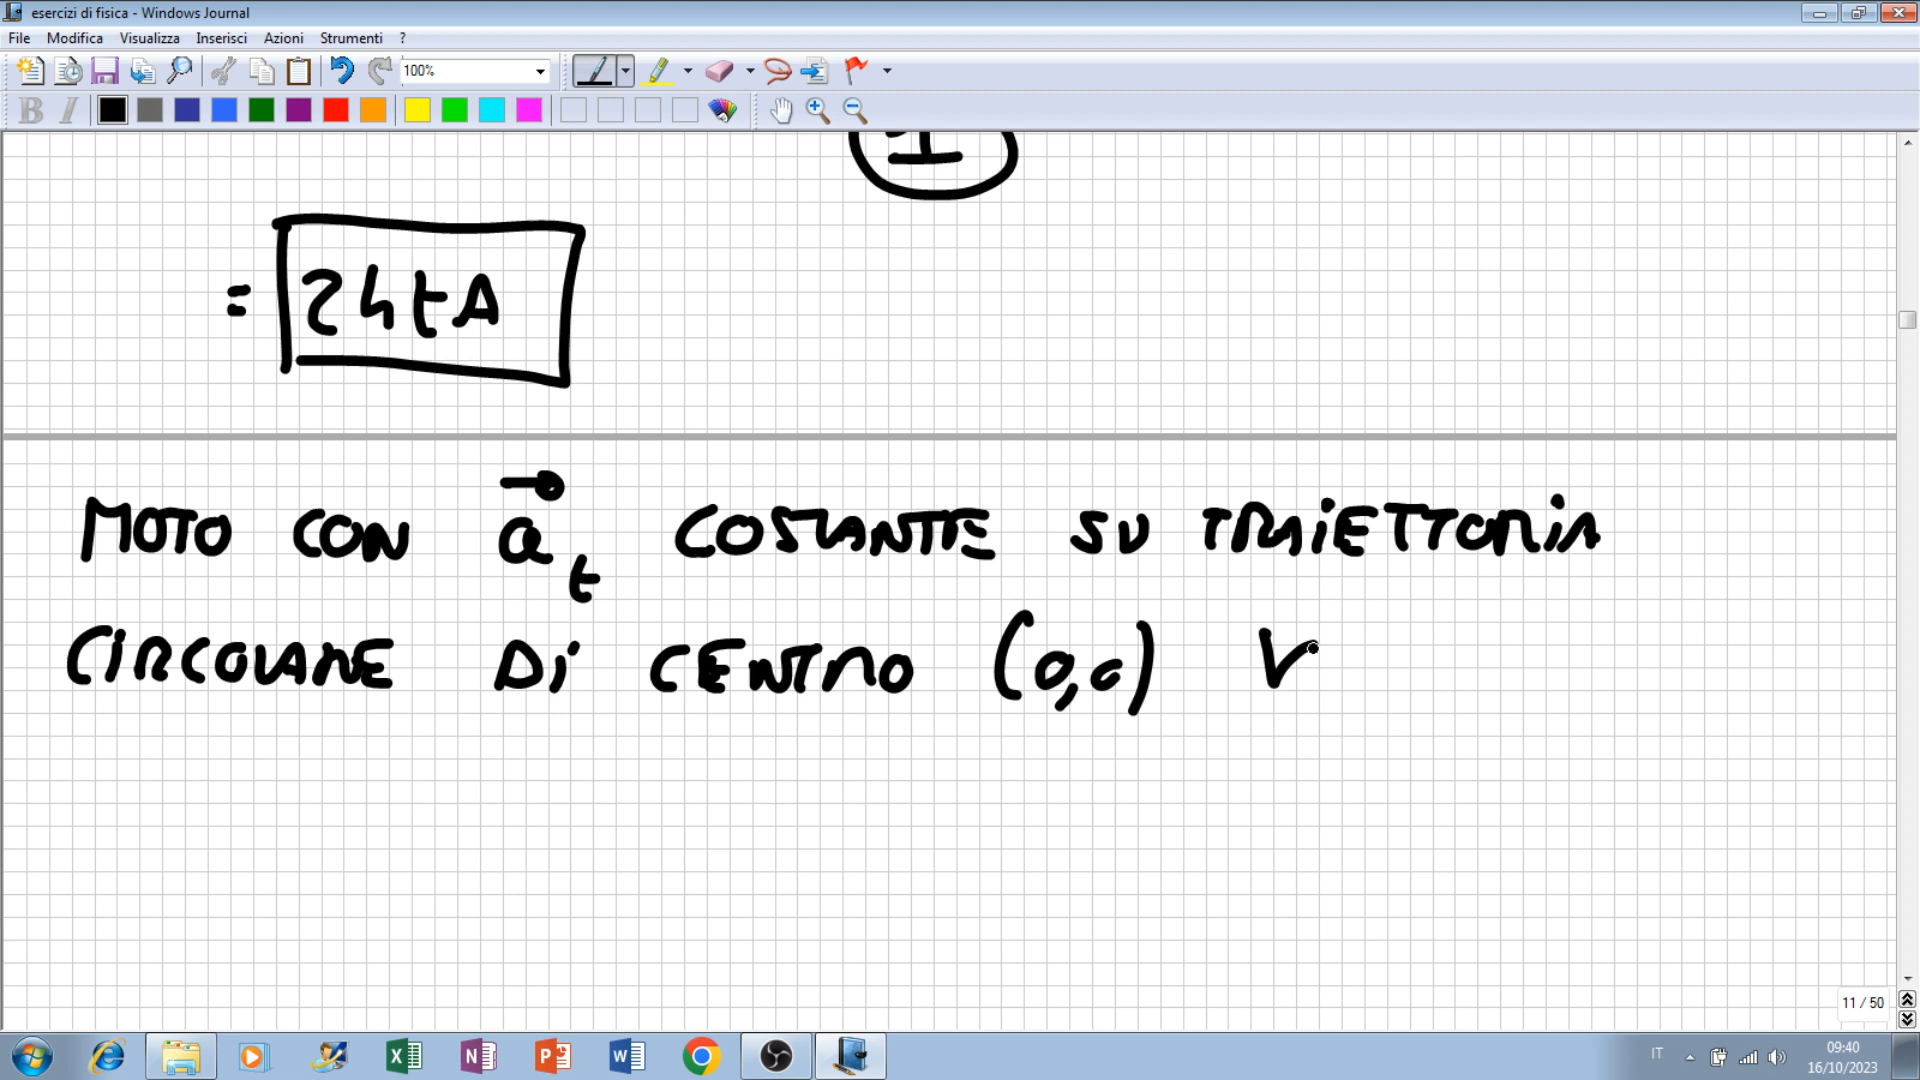 esercizi di fisica - Windows Journal
File Modifica Visualizza Inserisci Azioni Strumenti ?
100%
B I
I
= 24tA
MOTO CON a⃗t COSTANTE SU TRAIETTORIA
CIRCOLARE DI CENTRO (0,0) V
11 / 50
IT
09:40
16/10/2023